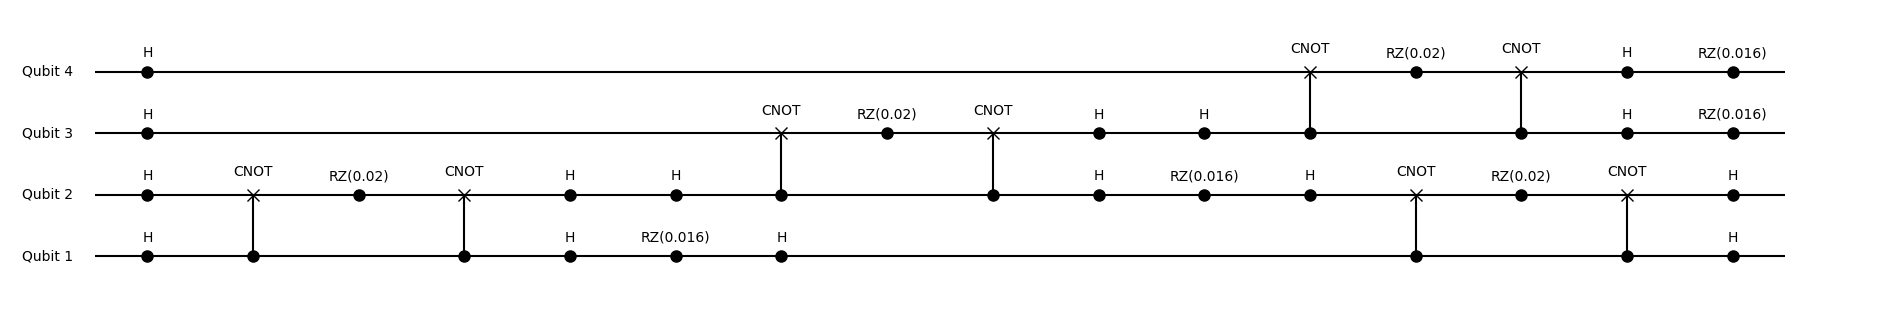 H CNOT RZ(0.02) CNOT H RZ(0.016)
Qubit 4
H CNOT RZ(0.02) CNOT H H H RZ(0.016)
Qubit 3
H CNOT RZ(0.02) CNOT H H H RZ(0.016) H CNOT RZ(0.02) CNOT H
Qubit 2
H H RZ(0.016) H H
Qubit 1